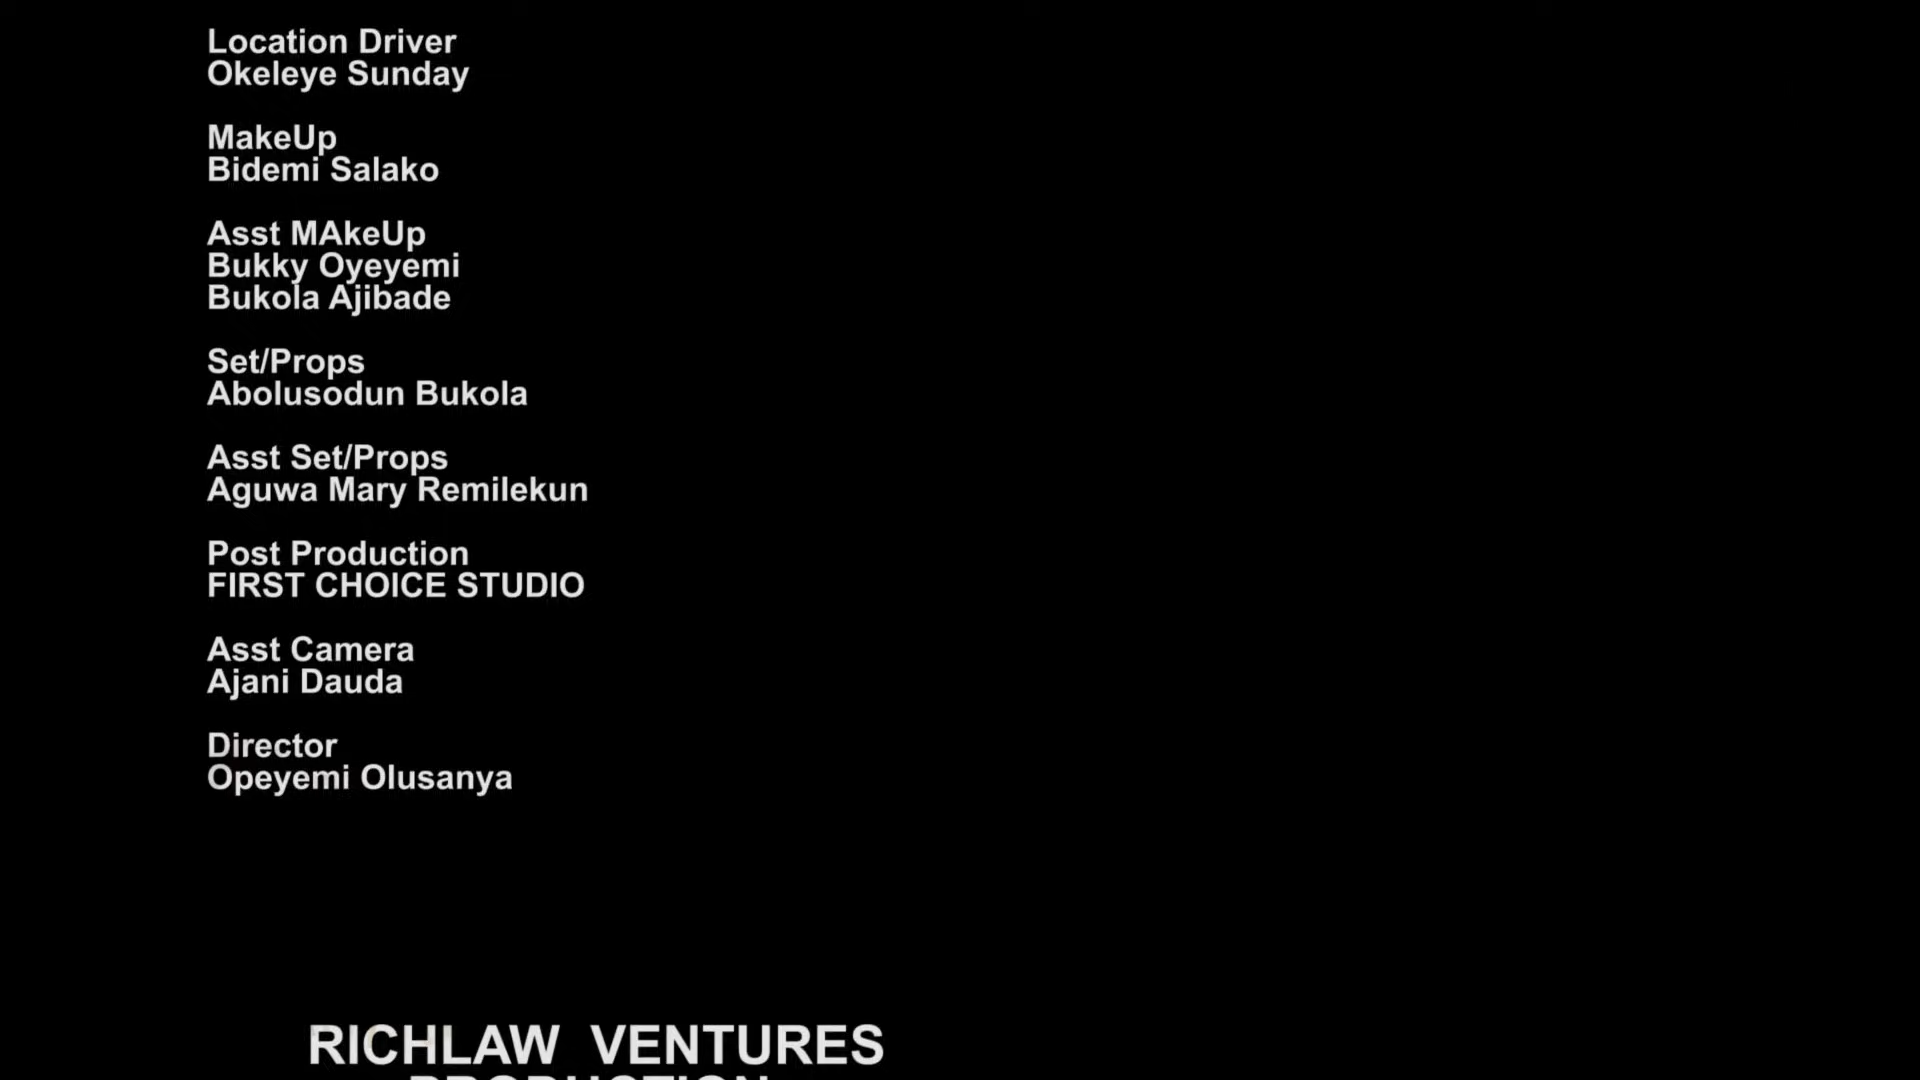 Location Driver
Okeleye Sunday
MakeUp
Bidemi Salako
Asst MAkeUp
Bukky Oyeyemi
Bukola Ajibade
Set/Props
Abolusodun Bukola
Asst Set/Props
Aguwa Mary Remilekun
Post Production
FIRST CHOICE STUDIO
Asst Camera
Ajani Dauda
Director
Opeyemi Olusanya
RICHLAW VENTURES
PRODUCTION